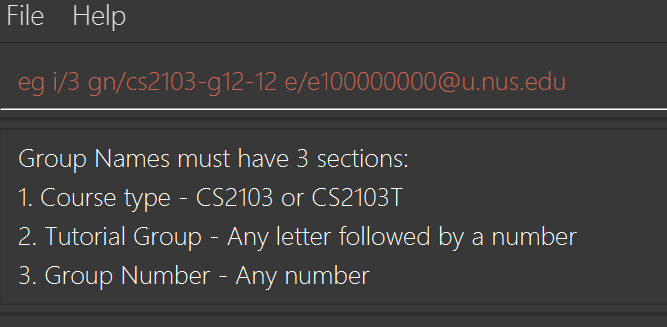 File Help
eg i/3 gn/cs2103-g12-12 e/e100000000@u.nus.edu
Group Names must have 3 sections:
1. Course type - CS2103 or CS2103T
2. Tutorial Group - Any letter followed by a number
3. Group Number - Any number